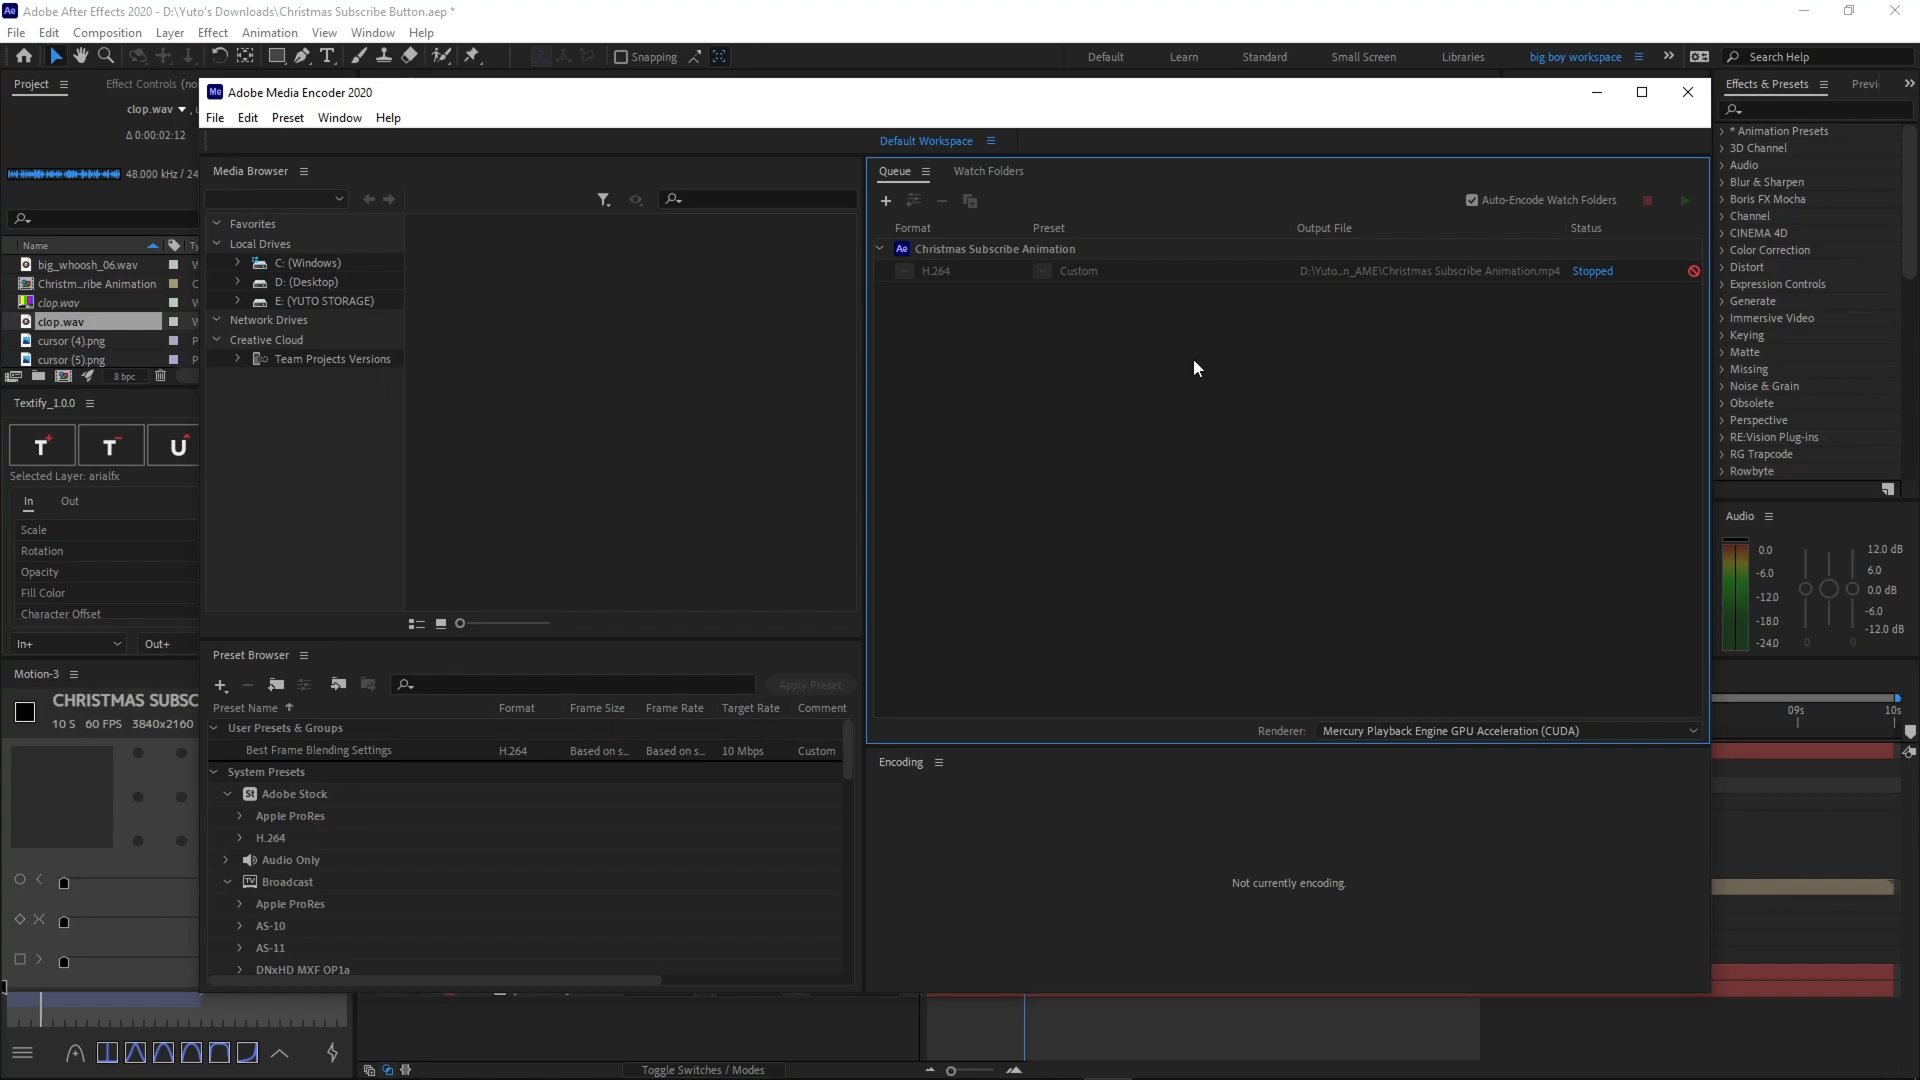 Adobe After Effects 2020 - D:\Yuto's Downloads\Christmas Subscribe Button.aep *
File Edit Composition Layer Effect Animation View Window Help
Snapping
Default Learn Standard Small Screen Libraries big boy workspace
Search Help
Project
Effect Controls (no
clop.wav
Δ 0:00:02:12
48.000 kHz / 24
Name
Ty
big_whoosh_06.wav
Christm...ribe Animation
clop.wav
clop.wav
cursor (4).png
cursor (5).png
8 bpc
Textify_1.0.0
T+ T- U
Selected Layer: arialfx
In Out
Scale
Rotation
Opacity
Fill Color
Character Offset
In+ Out+
Motion-3
CHRISTMAS SUBSC
10 S 60 FPS 3840x2160
Me Adobe Media Encoder 2020
File Edit Preset Window Help
Default Workspace
Media Browser
Favorites
Local Drives
C: (Windows)
D: (Desktop)
E: (YUTO STORAGE)
Network Drives
Creative Cloud
Team Projects Versions
Preset Browser
Apply Preset
Preset Name Format Frame Size Frame Rate Target Rate Comment
User Presets & Groups
Best Frame Blending Settings H.264 Based on s... Based on s... 10 Mbps Custom
System Presets
St Adobe Stock
Apple ProRes
H.264
Audio Only
TV Broadcast
Apple ProRes
AS-10
AS-11
DNxHD MXF OP1a
Queue Watch Folders
Auto-Encode Watch Folders
Format Preset Output File Status
Ae Christmas Subscribe Animation
H.264 Custom D:\Yuto...n_AME\Christmas Subscribe Animation.mp4 Stopped
Renderer: Mercury Playback Engine GPU Acceleration (CUDA)
Encoding
Not currently encoding.
Effects & Presets
Previ
* Animation Presets
3D Channel
Audio
Blur & Sharpen
Boris FX Mocha
Channel
CINEMA 4D
Color Correction
Distort
Expression Controls
Generate
Immersive Video
Keying
Matte
Missing
Noise & Grain
Obsolete
Perspective
RE:Vision Plug-ins
RG Trapcode
Rowbyte
Audio
0.0
-6.0
-12.0
-18.0
-24.0
12.0 dB
6.0
0.0 dB
-6.0
-12.0 dB
0 0
09s 10s
Toggle Switches / Modes